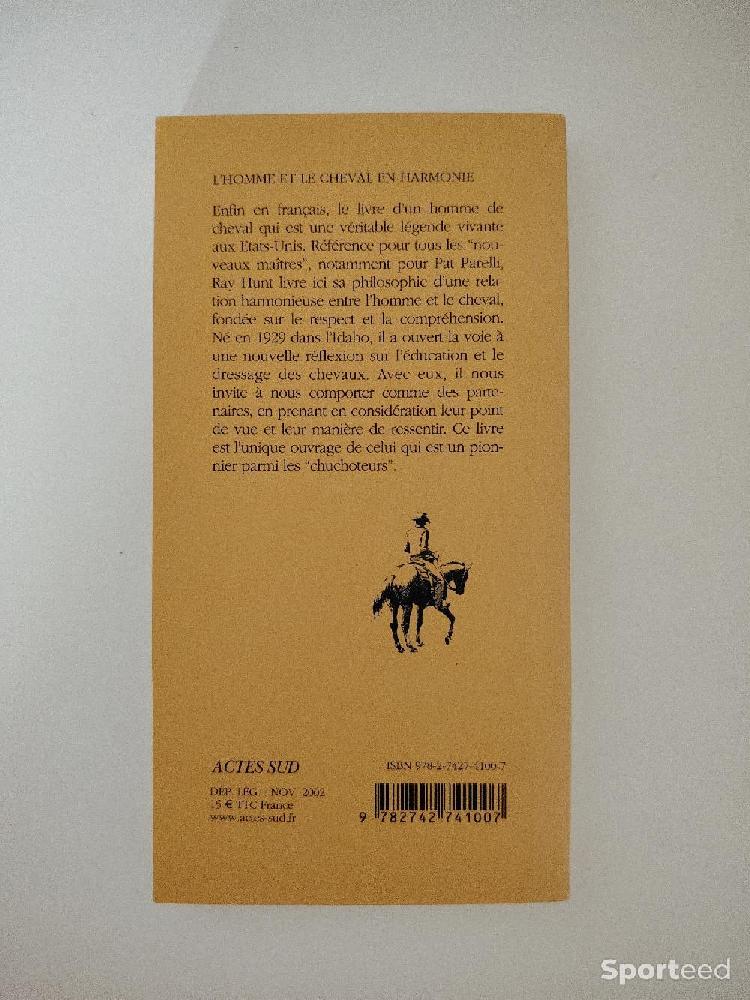 L'HOMME ET LE CHEVAL EN HARMONIE
Enfin en français, le livre d'un homme de
cheval qui est une véritable légende vivante
aux Etats-Unis. Référence pour tous les "nou-
veaux maîtres", notamment pour Pat Parelli,
Ray Hunt livre ici sa philosophie d'une rela-
tion harmonieuse entre l'homme et le cheval,
fondée sur le respect et la compréhension.
Né en 1929 dans l'Idaho, il a ouvert la voie à
une nouvelle réflexion sur l'éducation et le
dressage des chevaux. Avec eux, il nous
invite à nous comporter comme des parte-
naires, en prenant en considération leur point
de vue et leur manière de ressentir. Ce livre
est l'unique ouvrage de celui qui est un pion-
nier parmi les "chuchoteurs".
ACTES SUD
DÉP. LÉG. : NOV. 2002
15 € TTC France
www.actes-sud.fr
ISBN 978-2-7427-4100-7
9 782742 741007
Sporteed